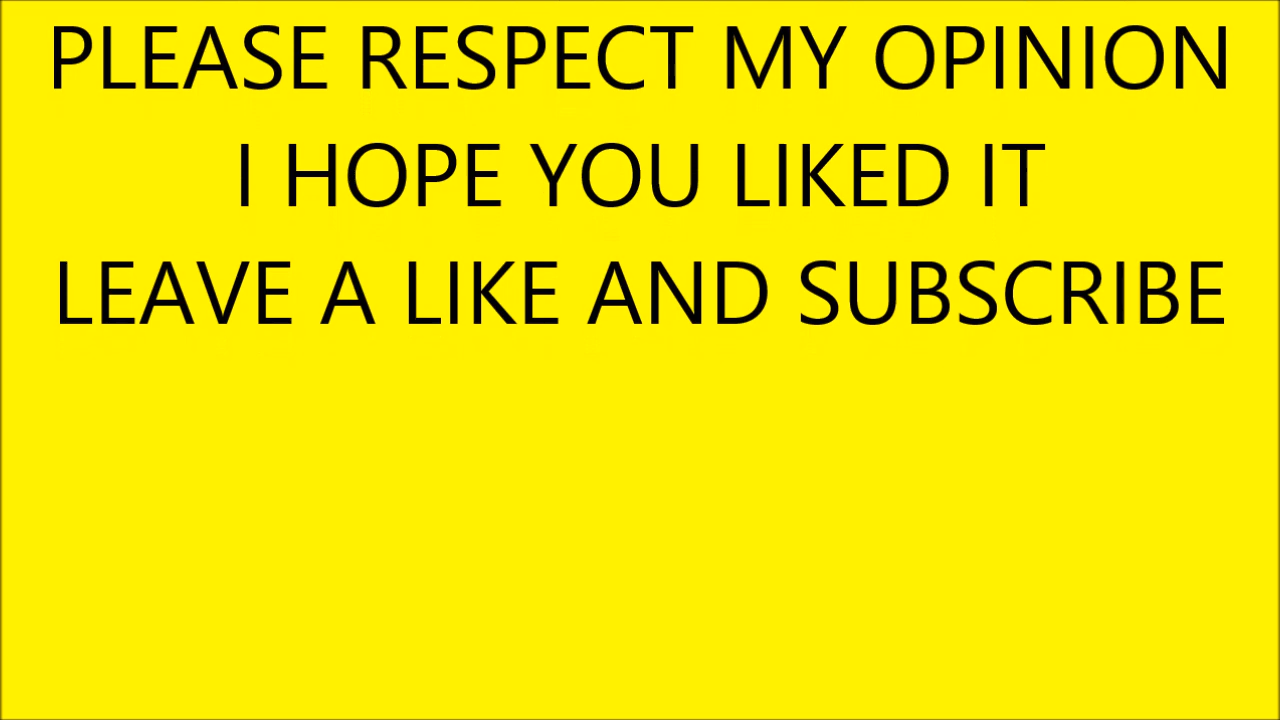 PLEASE RESPECT MY OPINION
I HOPE YOU LIKED IT
LEAVE A LIKE AND SUBSCRIBE